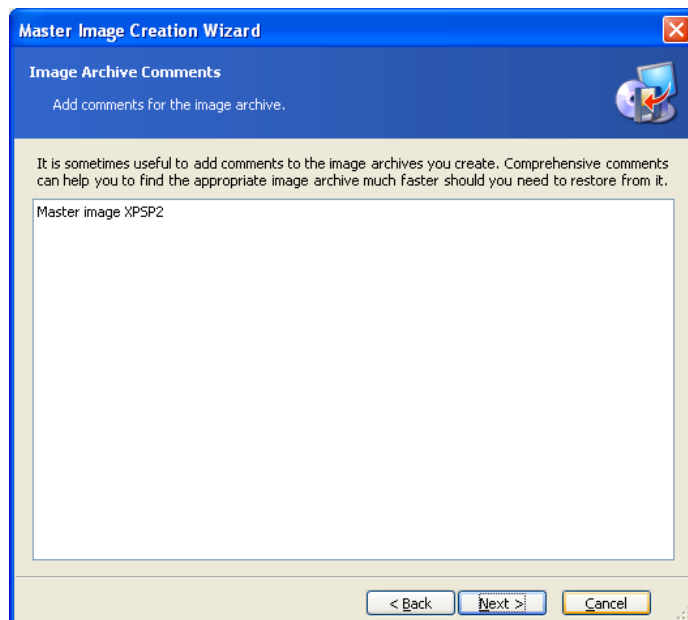 Master Image Creation Wizard
Image Archive Comments
Add comments for the image archive.
It is sometimes useful to add comments to the image archives you create. Comprehensive comments
can help you to find the appropriate image archive much faster should you need to restore from it.
Master image XPSP2
< Back
Next >
Cancel